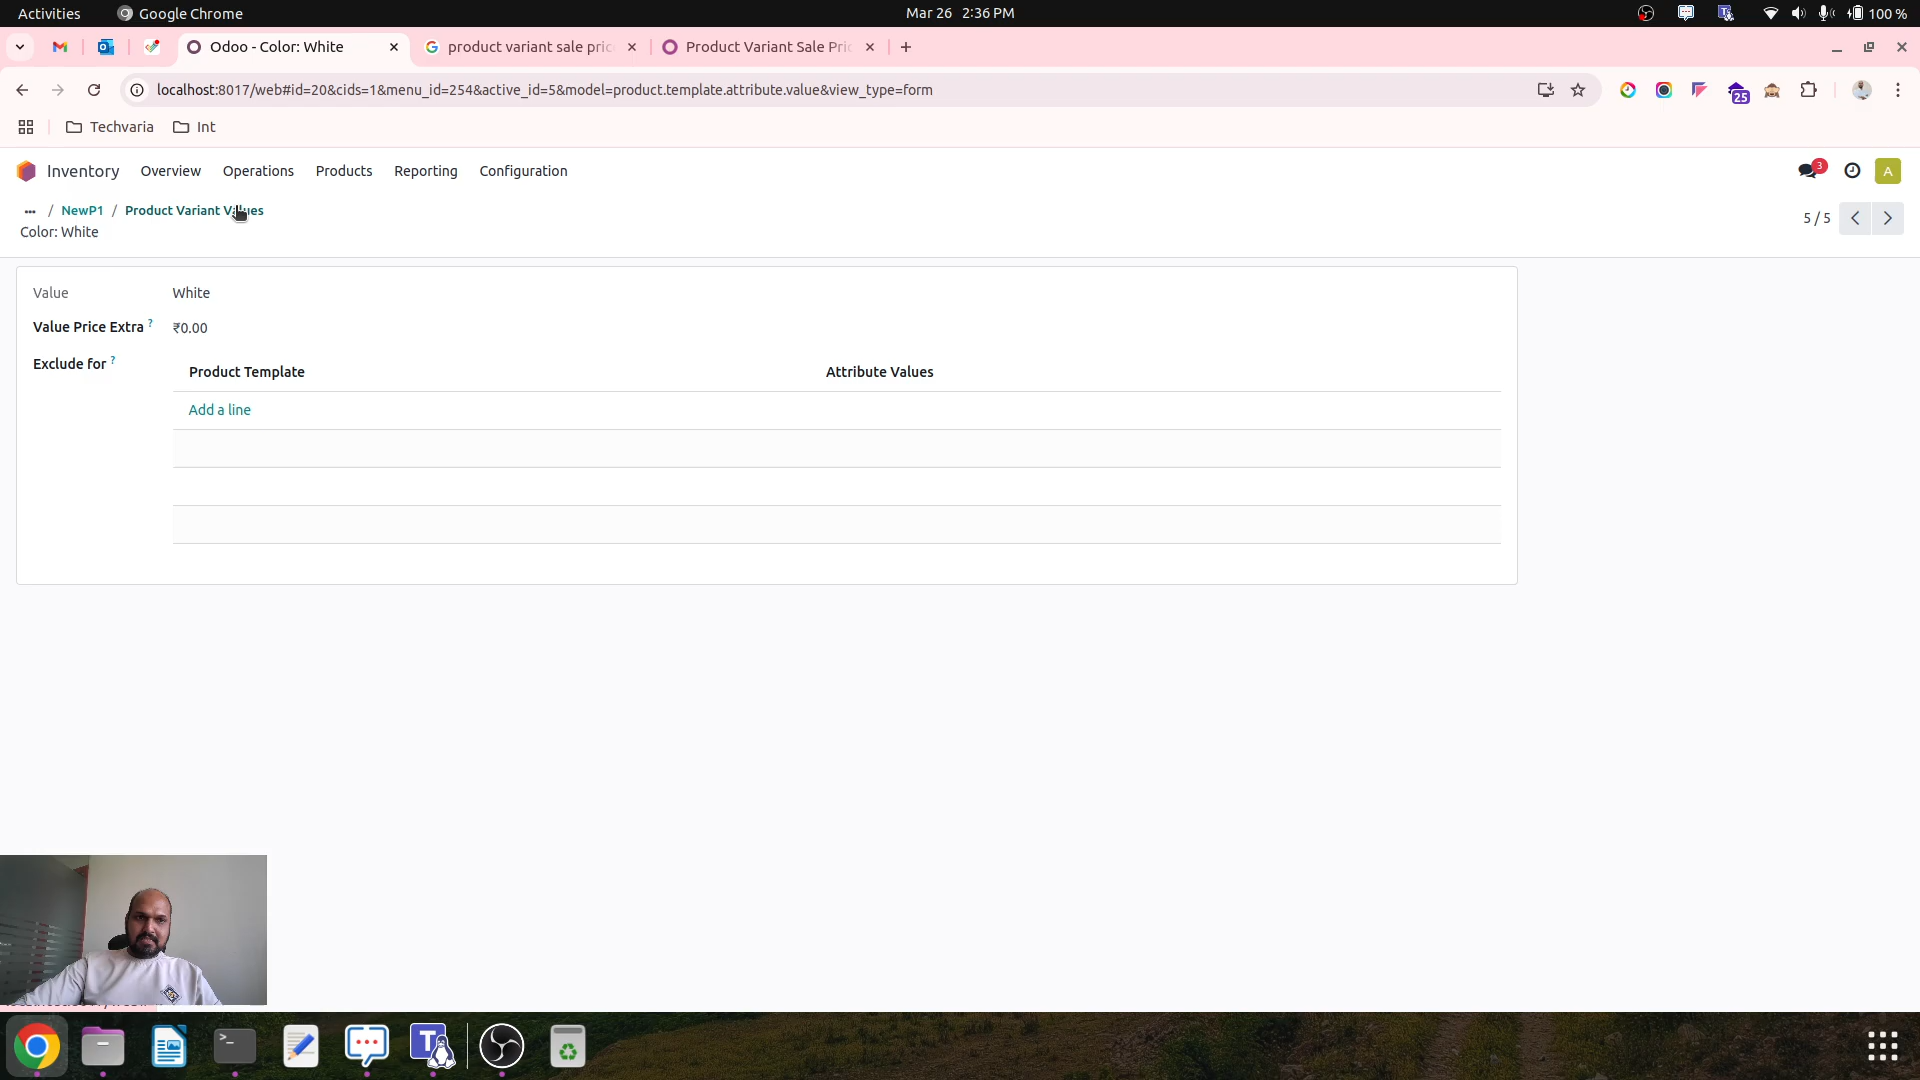 Activities Google Chrome Mar 26 2:36 PM 100 %
Odoo - Color: White product variant sale pric Product Variant Sale Pri
localhost:8017/web#id=20&cids=1&menu_id=254&active_id=5&model=product.template.attribute.value&view_type=form 25
Techvaria Int
Inventory Overview Operations Products Reporting Configuration 3 A
... / NewP1 / Product Variant Values
Color: White
5 / 5
Value White
Value Price Extra ? ₹0.00
Exclude for ?
Product Template Attribute Values
Add a line